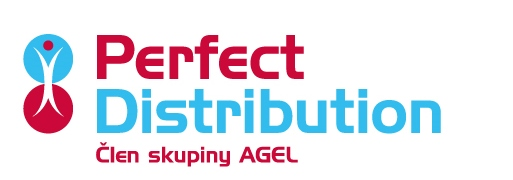 Perfect
Distribution
Člen skupiny AGEL